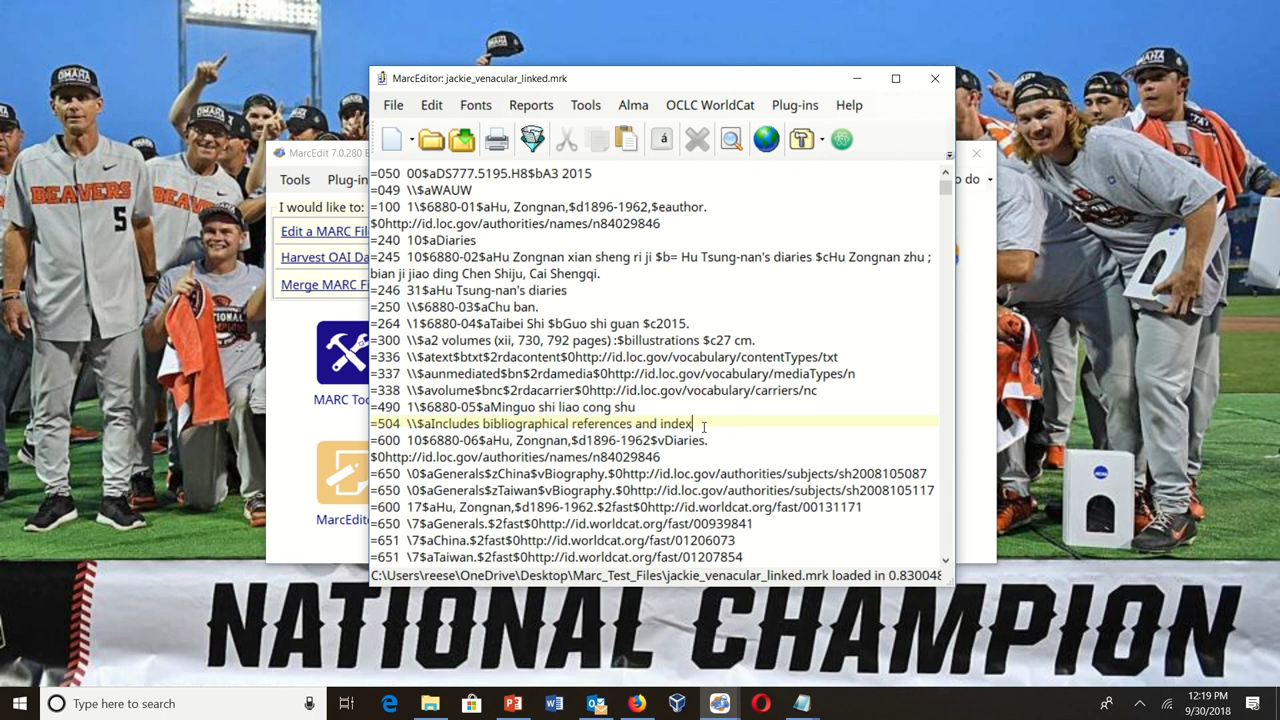 OMAHA
BEAVERS
5
NATIONAL
MarcEditor: jackie_venacular_linked.mrk
File Edit Fonts Reports Tools Alma OCLC WorldCat Plug-ins Help
á
=050  00$aDS777.5195.H8$bA3 2015
=049  \\$aWAUW
=100  1\$6880-01$aHu, Zongnan,$d1896-1962,$eauthor.
$0http://id.loc.gov/authorities/names/n84029846
=240  10$aDiaries
=245  10$6880-02$aHu Zongnan xian sheng ri ji $b= Hu Tsung-nan's diaries $cHu Zongnan zhu ;
bian ji jiao ding Chen Shiju, Cai Shengqi.
=246  31$aHu Tsung-nan's diaries
=250  \\$6880-03$aChu ban.
=264  \1$6880-04$aTaibei Shi $bGuo shi guan $c2015.
=300  \\$a2 volumes (xii, 730, 792 pages) :$billustrations $c27 cm.
=336  \\$atext$btxt$2rdacontent$0http://id.loc.gov/vocabulary/contentTypes/txt
=337  \\$aunmediated$bn$2rdamedia$0http://id.loc.gov/vocabulary/mediaTypes/n
=338  \\$avolume$bnc$2rdacarrier$0http://id.loc.gov/vocabulary/carriers/nc
=490  1\$6880-05$aMinguo shi liao cong shu
=504  \\$aIncludes bibliographical references and index
=600  10$6880-06$aHu, Zongnan,$d1896-1962$vDiaries.
$0http://id.loc.gov/authorities/names/n84029846
=650  \0$aGenerals$zChina$vBiography.$0http://id.loc.gov/authorities/subjects/sh2008105087
=650  \0$aGenerals$zTaiwan$vBiography.$0http://id.loc.gov/authorities/subjects/sh2008105117
=600  17$aHu, Zongnan,$d1896-1962.$2fast$0http://id.worldcat.org/fast/00131171
=650  \7$aGenerals.$2fast$0http://id.worldcat.org/fast/00939841
=651  \7$aChina.$2fast$0http://id.worldcat.org/fast/01206073
=651  \7$aTaiwan.$2fast$0http://id.worldcat.org/fast/01207854
C:\Users\reese\OneDrive\Desktop\Marc_Test_Files\jackie_venacular_linked.mrk loaded in 0.830048
MarcEdit 7.0.280
Tools Plug-in
o do
I would like to:
Edit a MARC Fil
Harvest OAI Da
Merge MARC F
MARC Too
MarcEdito
NATIONAL CHAMPION
Type here to search
12:19 PM
9/30/2018